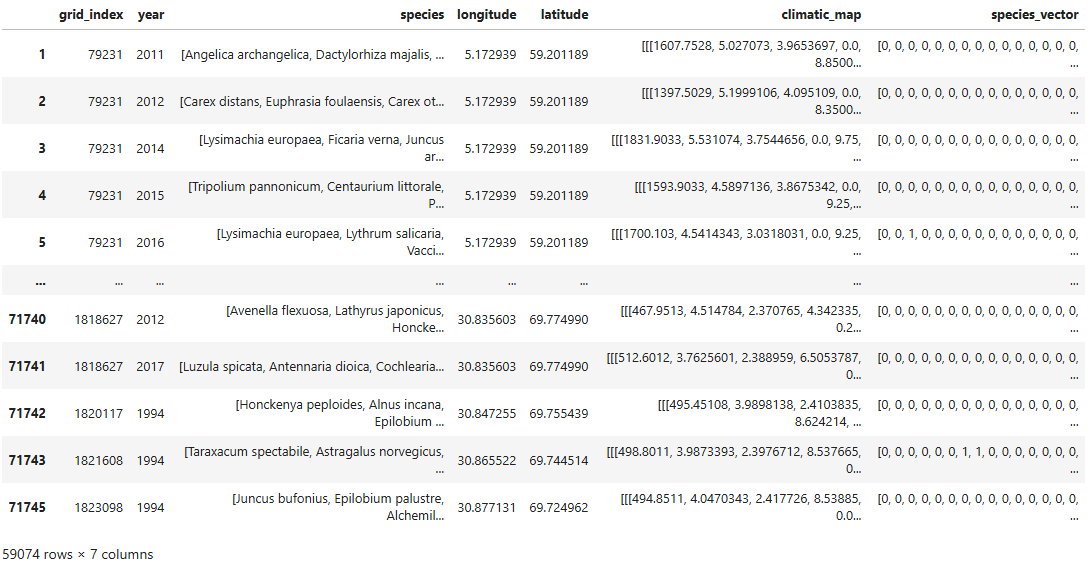 grid_index year species longitude latitude climatic_map species_vector
1 79231 2011 [Angelica archangelica, Dactylorhiza majalis, ... 5.172939 59.201189 [[[1607.7528, 5.027073, 3.9653697, 0.0, 8.8500... [0, 0, 0, 0, 0, 0, 0, 0, 0, 0, 0, 0, 0, 0, 0, ...
2 79231 2012 [Carex distans, Euphrasia foulaensis, Carex ot... 5.172939 59.201189 [[[1397.5029, 5.1999106, 4.095109, 0.0, 8.3500... [0, 0, 0, 0, 0, 0, 0, 0, 0, 0, 0, 0, 0, 0, 0, ...
3 79231 2014 [Lysimachia europaea, Ficaria verna, Juncus ar... 5.172939 59.201189 [[[1831.9033, 5.531074, 3.7544656, 0.0, 9.75, ... [0, 0, 0, 0, 0, 0, 0, 0, 0, 0, 0, 0, 0, 0, 0, ...
4 79231 2015 [Tripolium pannonicum, Centaurium littorale, P... 5.172939 59.201189 [[[1593.9033, 4.5897136, 3.8675342, 0.0, 9.25,... [0, 0, 0, 0, 0, 0, 0, 0, 0, 0, 0, 0, 0, 0, 0, ...
5 79231 2016 [Lysimachia europaea, Lythrum salicaria, Vacci... 5.172939 59.201189 [[[1700.103, 4.5414343, 3.0318031, 0.0, 9.25, ... [0, 0, 1, 0, 0, 0, 0, 0, 0, 0, 0, 0, 0, 0, 0, ...
... ... ... ... ... ... ... ...
71740 1818627 2012 [Avenella flexuosa, Lathyrus japonicus, Honcke... 30.835603 69.774990 [[[467.9513, 4.514784, 2.370765, 4.342335, 0.2... [0, 0, 0, 0, 0, 0, 0, 0, 0, 0, 0, 0, 0, 0, 0, ...
71741 1818627 2017 [Luzula spicata, Antennaria dioica, Cochlearia... 30.835603 69.774990 [[[512.6012, 3.7625601, 2.388959, 6.5053787, 0... [0, 0, 0, 0, 0, 0, 0, 0, 0, 0, 0, 0, 0, 0, 0, ...
71742 1820117 1994 [Honckenya peploides, Alnus incana, Epilobium ... 30.847255 69.755439 [[[495.45108, 3.9898138, 2.4103835, 8.624214, ... [0, 0, 0, 0, 0, 0, 0, 0, 0, 0, 0, 0, 0, 0, 0, ...
71743 1821608 1994 [Taraxacum spectabile, Astragalus norvegicus, ... 30.865522 69.744514 [[[498.8011, 3.9873393, 2.3976712, 8.537665, 0... [0, 0, 0, 0, 0, 0, 1, 1, 0, 0, 0, 0, 0, 0, 0, ...
71745 1823098 1994 [Juncus bufonius, Epilobium palustre, Alchemil... 30.877131 69.724962 [[[494.8511, 4.0470343, 2.417726, 8.53885, 0.0... [0, 0, 0, 0, 0, 0, 0, 0, 0, 0, 0, 0, 0, 0, 0, ...
59074 rows × 7 columns